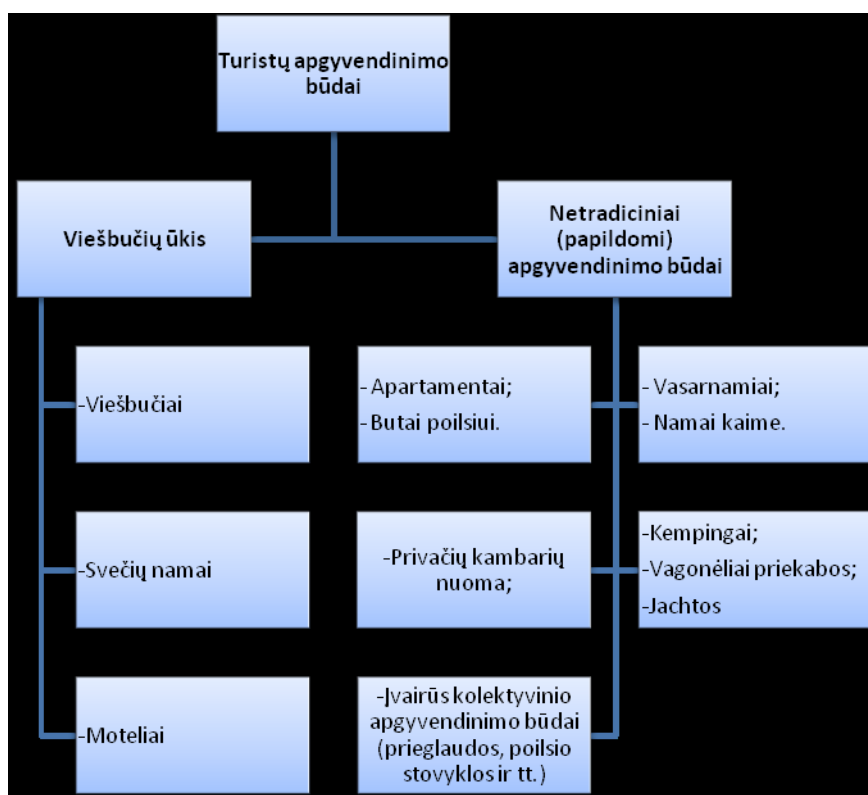 Turistų apgyvendinimo
būdai
Viešbučių ūkis
Netradiciniai
(papildomi)
apgyvendinimo būdai
-Viešbučiai
- Apartamentai;
- Butai poilsiui.
- Vasarnamiai;
- Namai kaime.
-Svečių namai
-Privačių kambarių
nuoma;
-Kempingai;
-Vagonėliai priekabos;
-Jachtos
-Moteliai
-Įvairūs kolektyvinio
apgyvendinimo būdai
(prieglaudos, poilsio
stovyklos ir tt.)